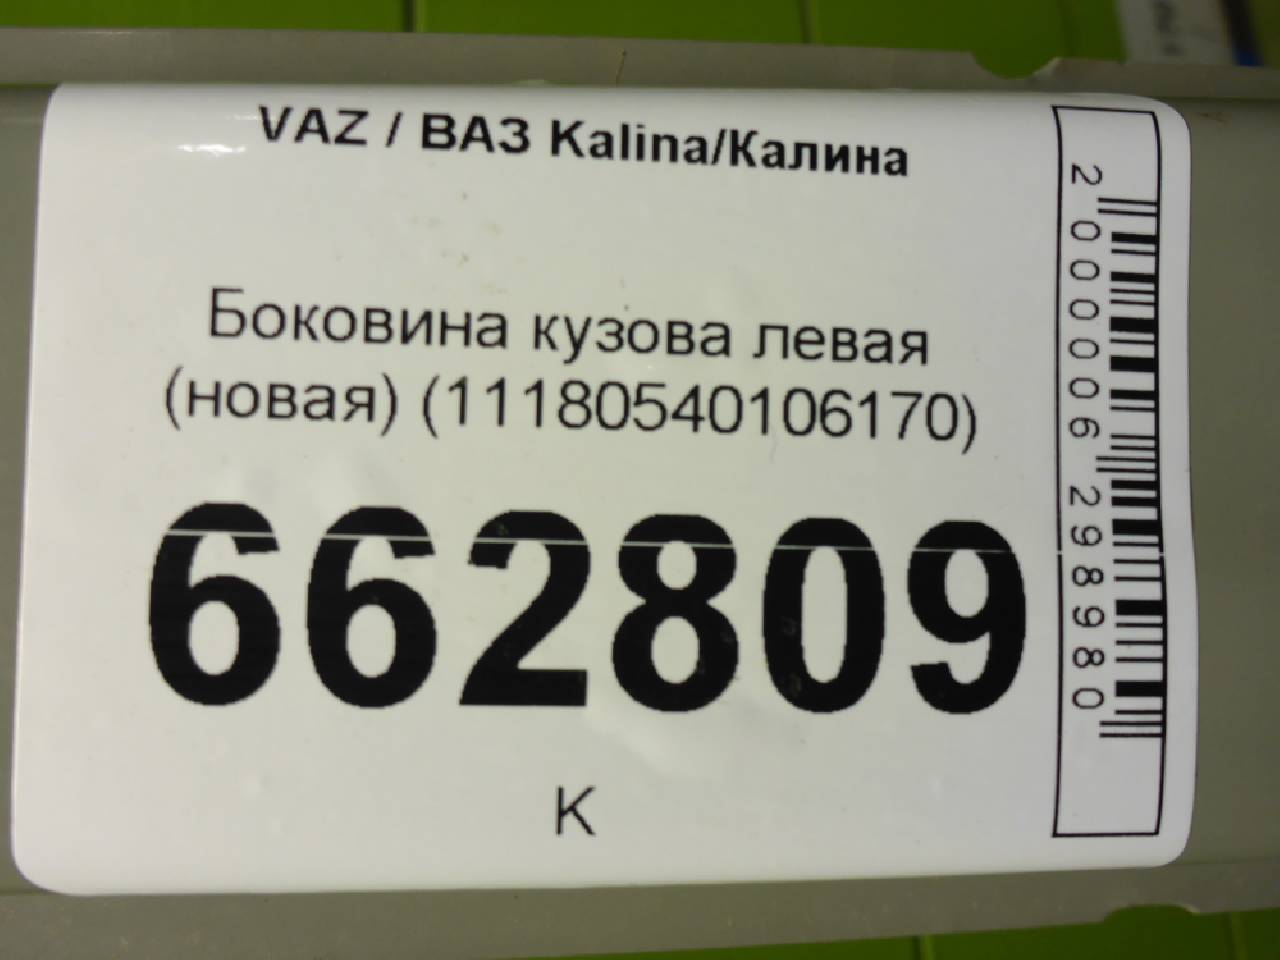 VAZ / ВАЗ Kalina/Калина
Боковина кузова левая
(новая) (11180540106170)
662809
K
2 000006 298980